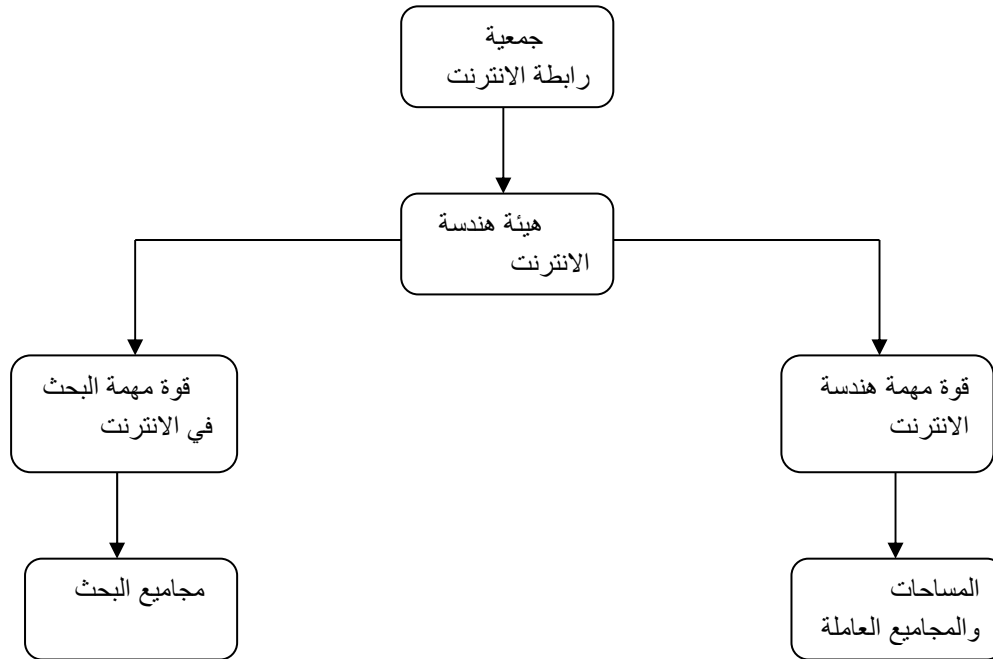 جمعية
رابطة الانترنت
هيئة هندسة
الانترنت
قوة مهمة هندسة
الانترنت
قوة مهمة البحث
في الانترنت
المساحات
والمجاميع العاملة
مجاميع البحث